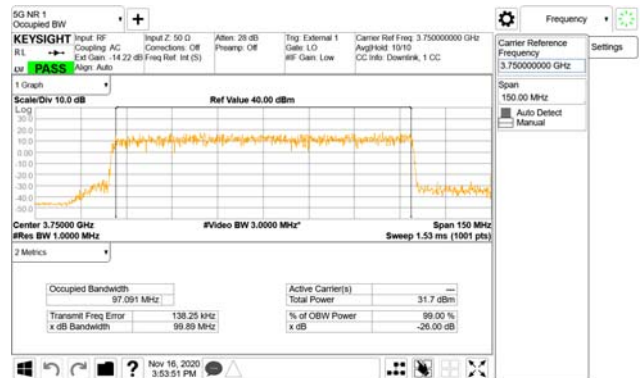 5G NR 1
Occupied BW
Frequency
KEYSIGHT
RL
PASS
Input: RF
Coupling: AC
Ext Gain: -14.22 dB
Align: Auto
Input Z: 50 Ω
Corrections: Off
Freq Ref: Int (S)
Atten: 28 dB
Preamp: Off
Trig: External 1
Gate: LO
#IF Gain: Low
Carrier Ref Freq: 3.750000000 GHz
Avg|Hold: 10/10
CC Info: Downlink, 1 CC
Carrier Reference
Frequency
3.750000000 GHz
Settings
Span
150.00 MHz
Auto Detect
Manual
1 Graph
Scale/Div 10.0 dB
Ref Value 40.00 dBm
Log
30.0
20.0
10.0
0.00
-10.0
-20.0
-30.0
-40.0
-50.0
Center 3.75000 GHz
#Video BW 3.0000 MHz*
Span 150 MHz
#Res BW 1.0000 MHz
Sweep 1.53 ms (1001 pts)
2 Metrics
Occupied Bandwidth
97.091 MHz
Transmit Freq Error 138.25 kHz
x dB Bandwidth 99.89 MHz
Active Carrier(s) ---
Total Power 31.7 dBm
% of OBW Power 99.00 %
x dB -26.00 dB
?
Nov 16, 2020
3:53:51 PM